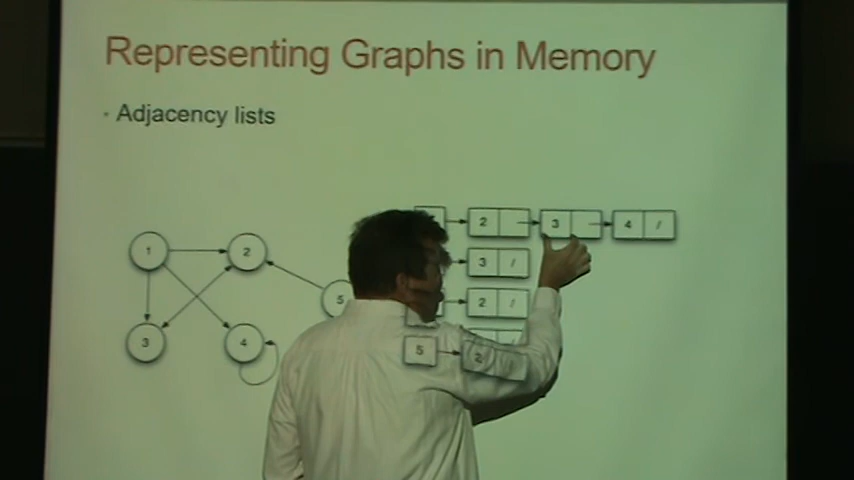 Representing Graphs in Memory
· Adjacency lists
2 3 4 /
1 2
3 /
5 2 /
3 4
5 2